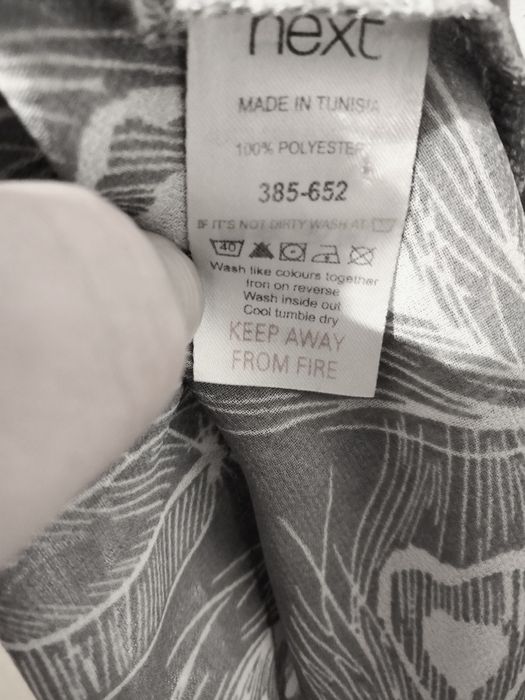 next
MADE IN TUNISIA
100% POLYESTER
385-652
IF IT'S NOT DIRTY WASH AT
40
Wash like colours together
Iron on reverse
Wash inside out
Cool tumble dry
KEEP AWAY
FROM FIRE